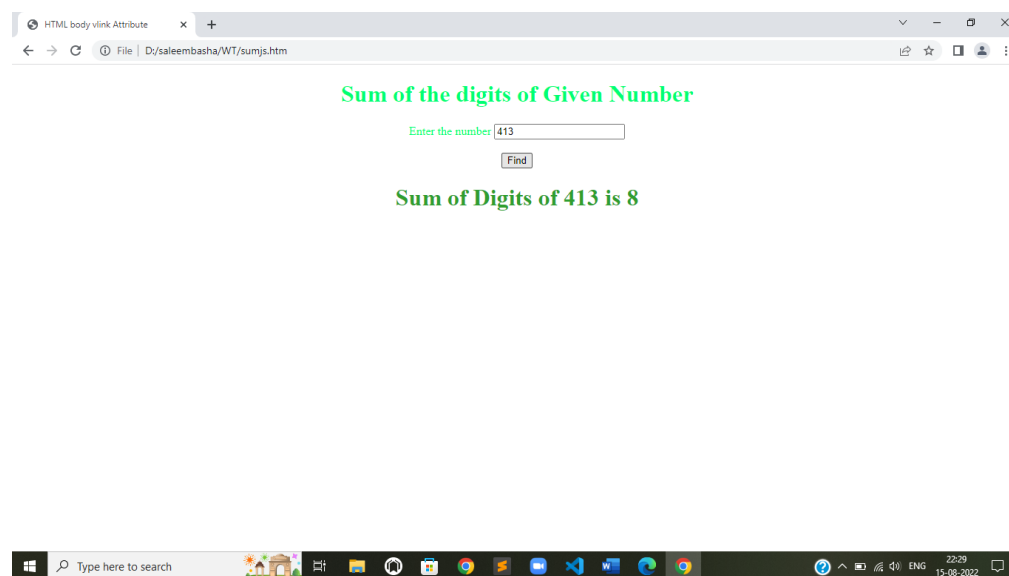 HTML body vlink Attribute
File | D:/saleembasha/WT/sumjs.htm
Sum of the digits of Given Number
Enter the number 413
Find
Sum of Digits of 413 is 8
Type here to search
ENG
22:29
15-08-2022